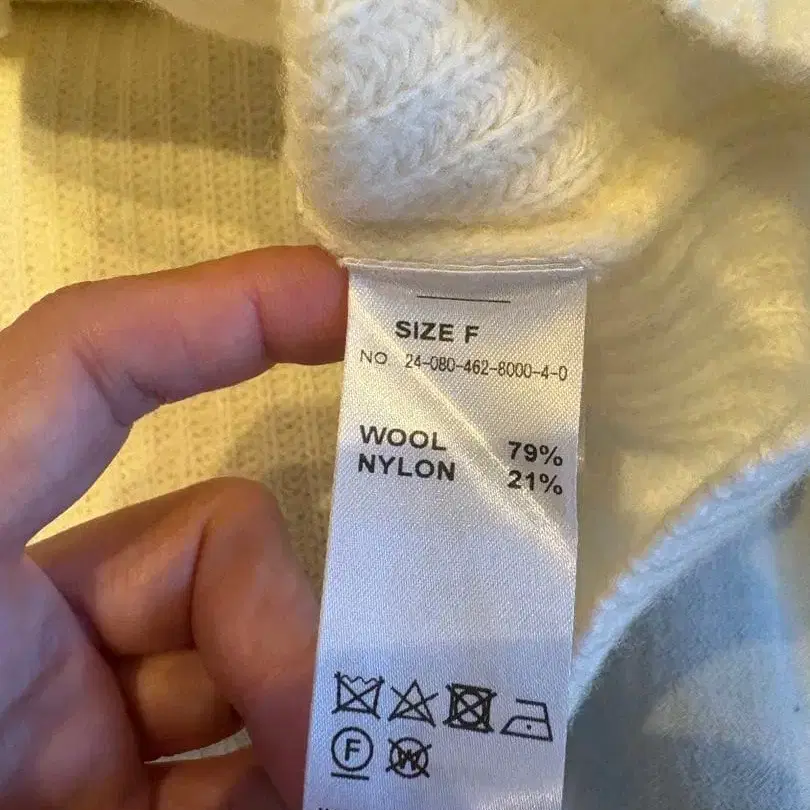 SIZE F
NO 24-080-462-8000-4-0
WOOL 79%
NYLON 21%
F
W